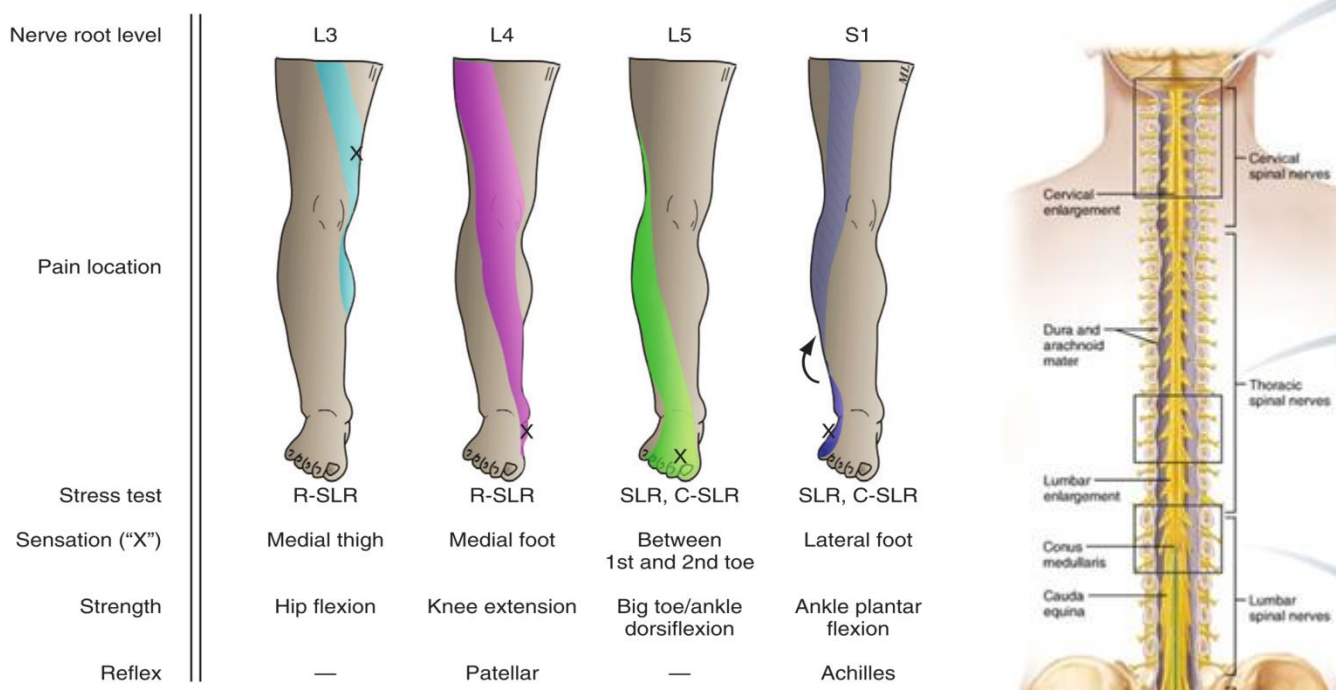 Nerve root level
L3
L4
L5
S1
ML
Pain location
X
X
X
X
Stress test
R-SLR
R-SLR
SLR, C-SLR
SLR, C-SLR
Sensation (“X”)
Medial thigh
Medial foot
Between
1st and 2nd toe
Lateral foot
Strength
Hip flexion
Knee extension
Big toe/ankle
dorsiflexion
Ankle plantar
flexion
Reflex
—
Patellar
—
Achilles
Cervical
spinal nerves
Cervical
enlargement
Dura and
arachnoid
mater
Thoracic
spinal nerves
Lumbar
enlargement
Conus
medullaris
Cauda
equina
Lumbar
spinal nerves